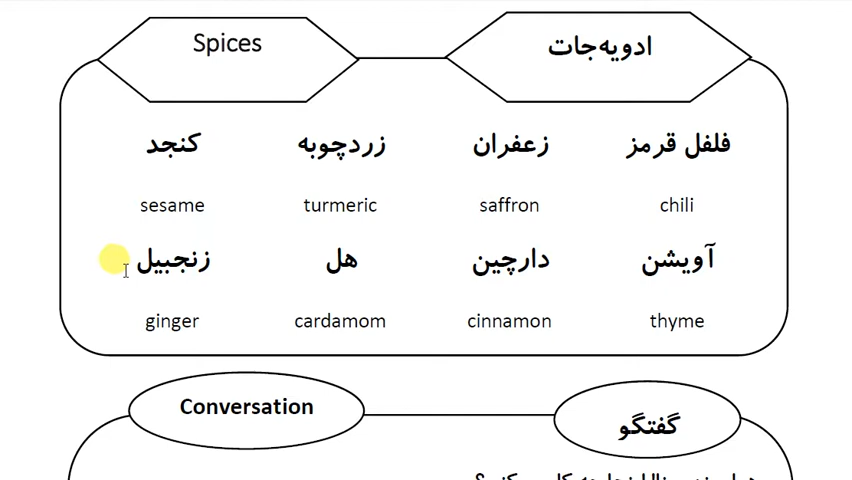 Spices ادویه‌جات
فلفل قرمز زعفران زردچوبه کنجد
sesame turmeric saffron chili
آویشن دارچین هل زنجبیل
ginger cardamom cinnamon thyme
Conversation گفتگو